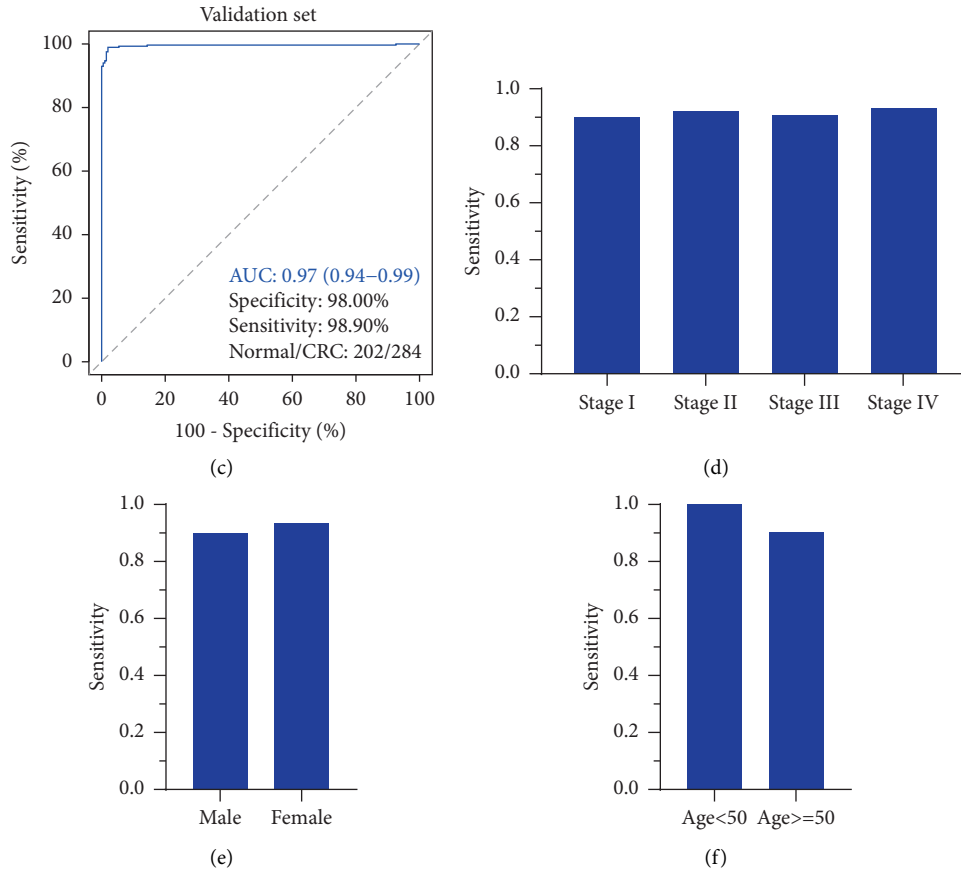 Validation set
100
80
60
40
20
0
Sensitivity (%)
AUC: 0.97 (0.94–0.99)
Specificity: 98.00%
Sensitivity: 98.90%
Normal/CRC: 202/284
0 20 40 60 80 100
100 - Specificity (%)
(c)
1.0
0.8
0.6
0.4
0.2
0.0
Sensitivity
Stage I Stage II Stage III Stage IV
(d)
1.0
0.8
0.6
0.4
0.2
0.0
Sensitivity
Male Female
(e)
1.0
0.8
0.6
0.4
0.2
0.0
Sensitivity
Age<50 Age>=50
(f)